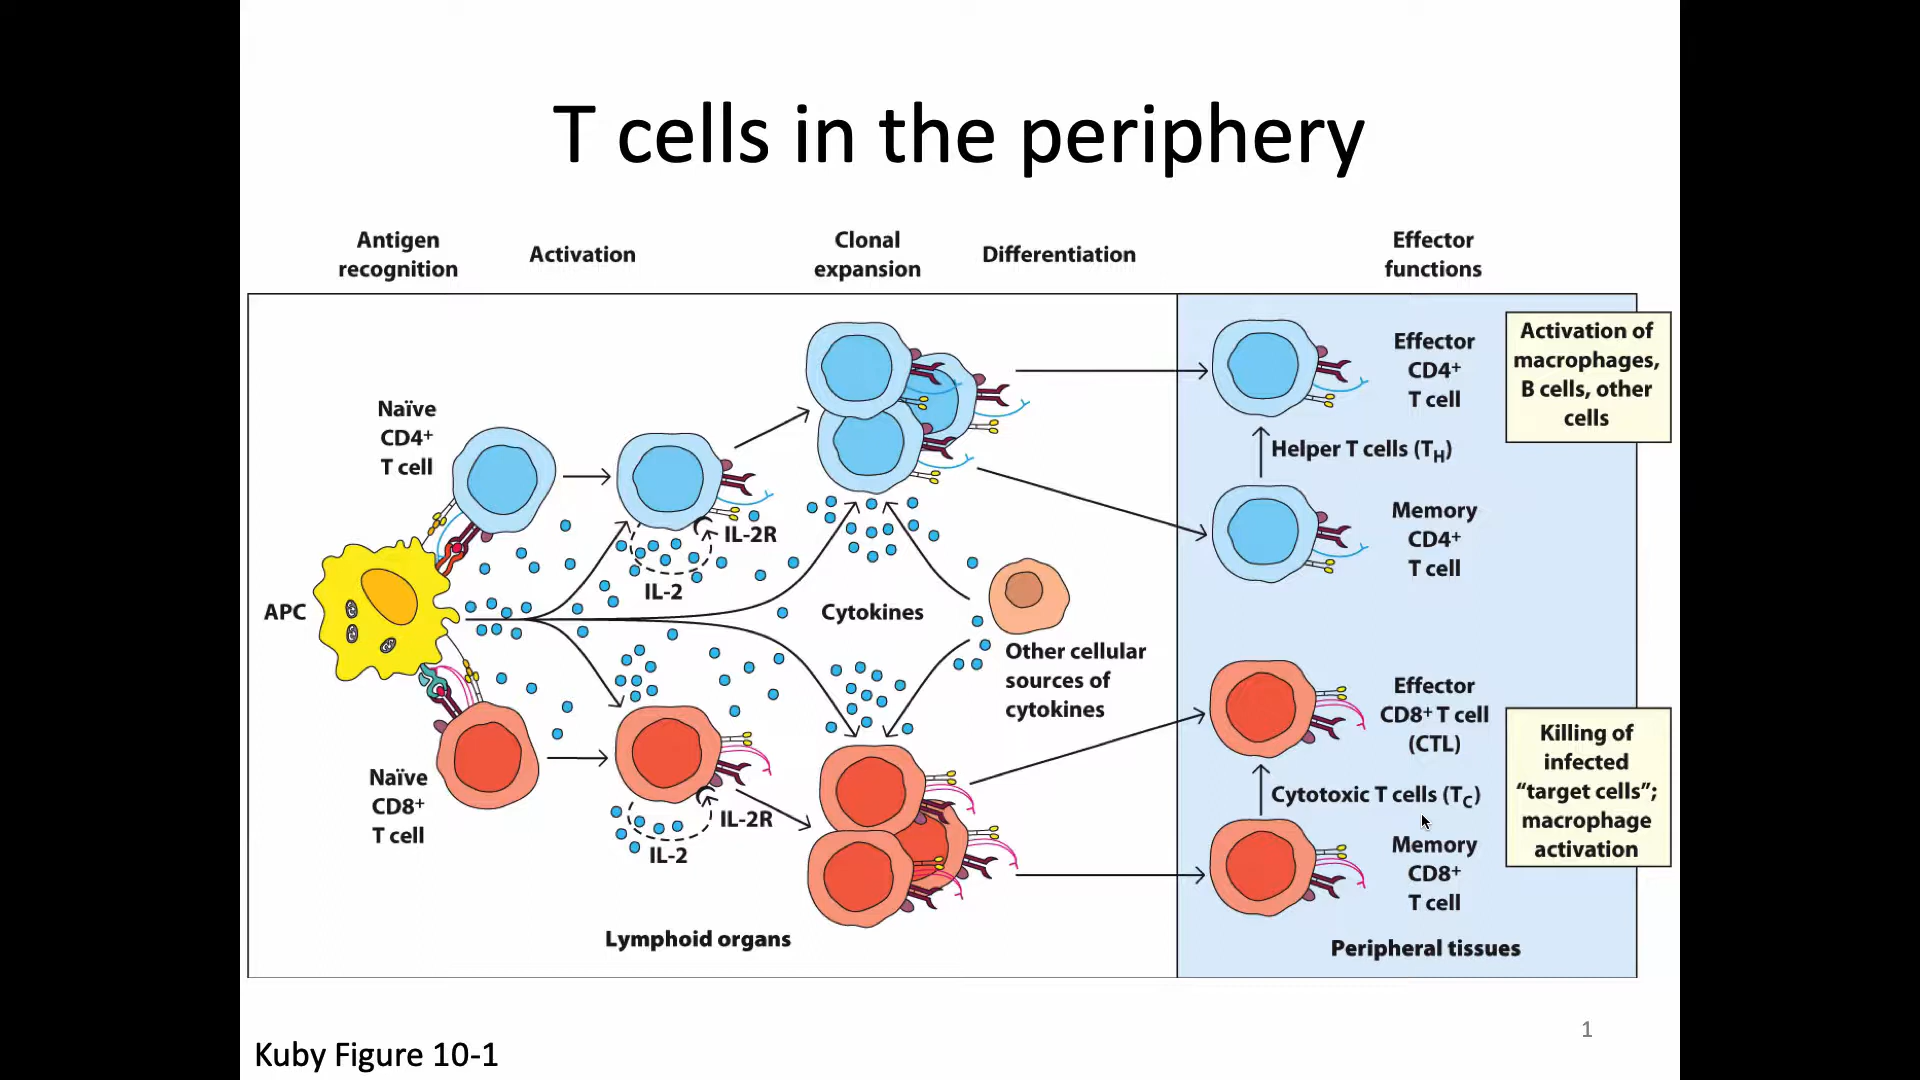 T cells in the periphery
Antigen
recognition
Activation
Clonal
expansion
Differentiation
Effector
functions
Naïve
CD4⁺
T cell
APC
Naïve
CD8⁺
T cell
IL-2R
IL-2
IL-2R
IL-2
Cytokines
Other cellular
sources of
cytokines
Lymphoid organs
Effector
CD4⁺
T cell
Helper T cells (T_H)
Memory
CD4⁺
T cell
Effector
CD8⁺ T cell
(CTL)
Cytotoxic T cells (T_C)
Memory
CD8⁺
T cell
Peripheral tissues
Activation of
macrophages,
B cells, other
cells
Killing of
infected
“target cells”;
macrophage
activation
1
Kuby Figure 10-1